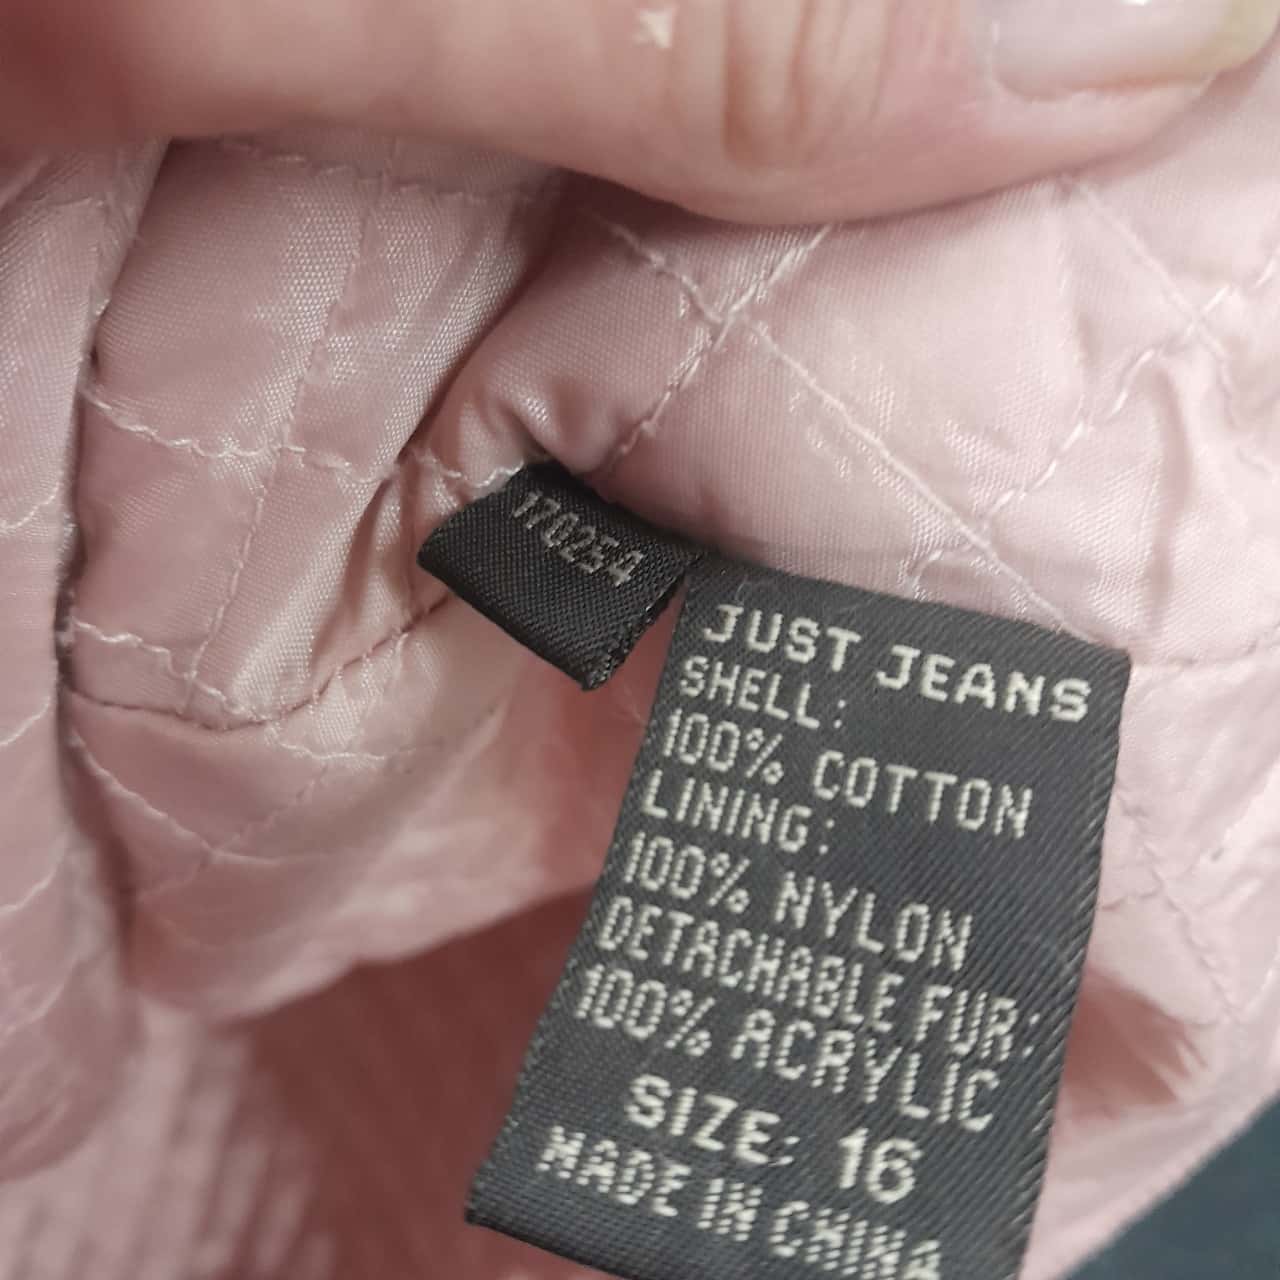 170254
JUST JEANS
SHELL:
100% COTTON
LINING:
100% NYLON
DETACHABLE FUR:
100% ACRYLIC
SIZE: 16
MADE IN CHINA